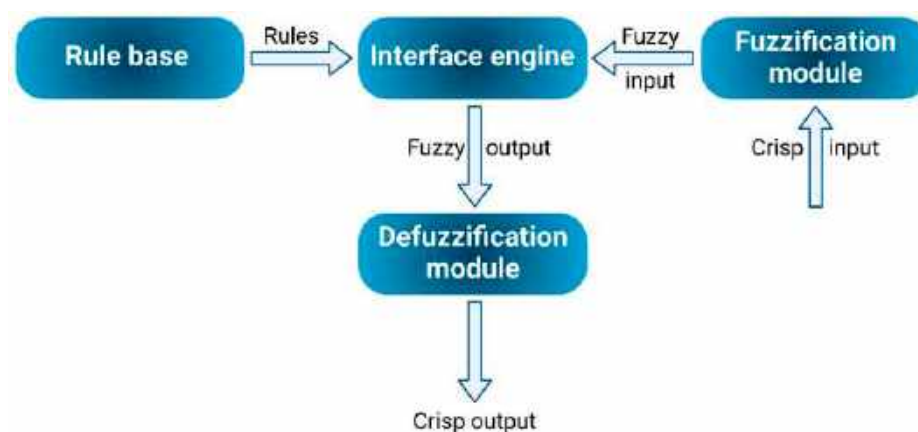 Rule base
Rules
Interface engine
Fuzzy
input
Fuzzification
module
Fuzzy output
Crisp input
Defuzzification
module
Crisp output